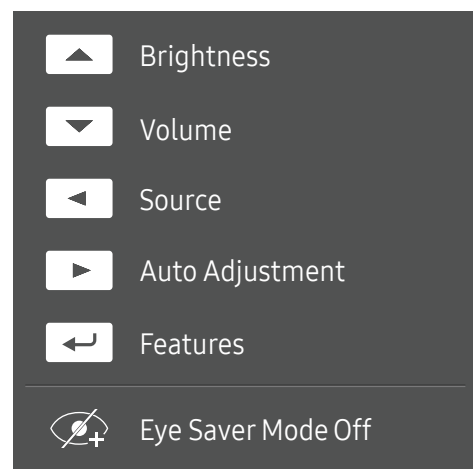 Brightness
Volume
Source
Auto Adjustment
Features
Eye Saver Mode Off